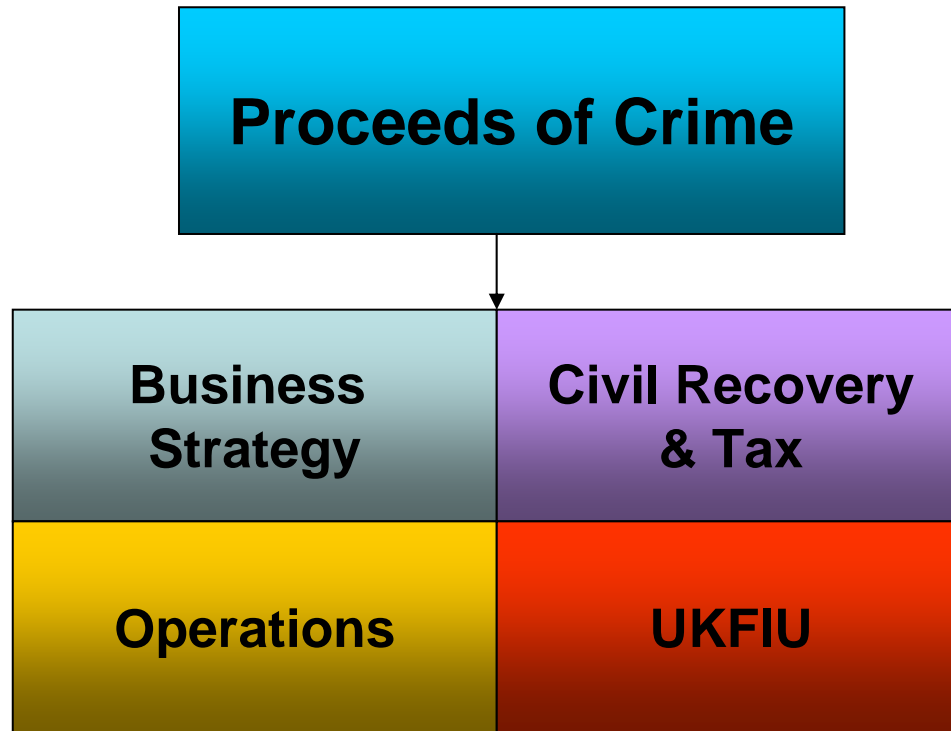 Proceeds of Crime
Business
Strategy
Civil Recovery
& Tax
Operations
UKFIU